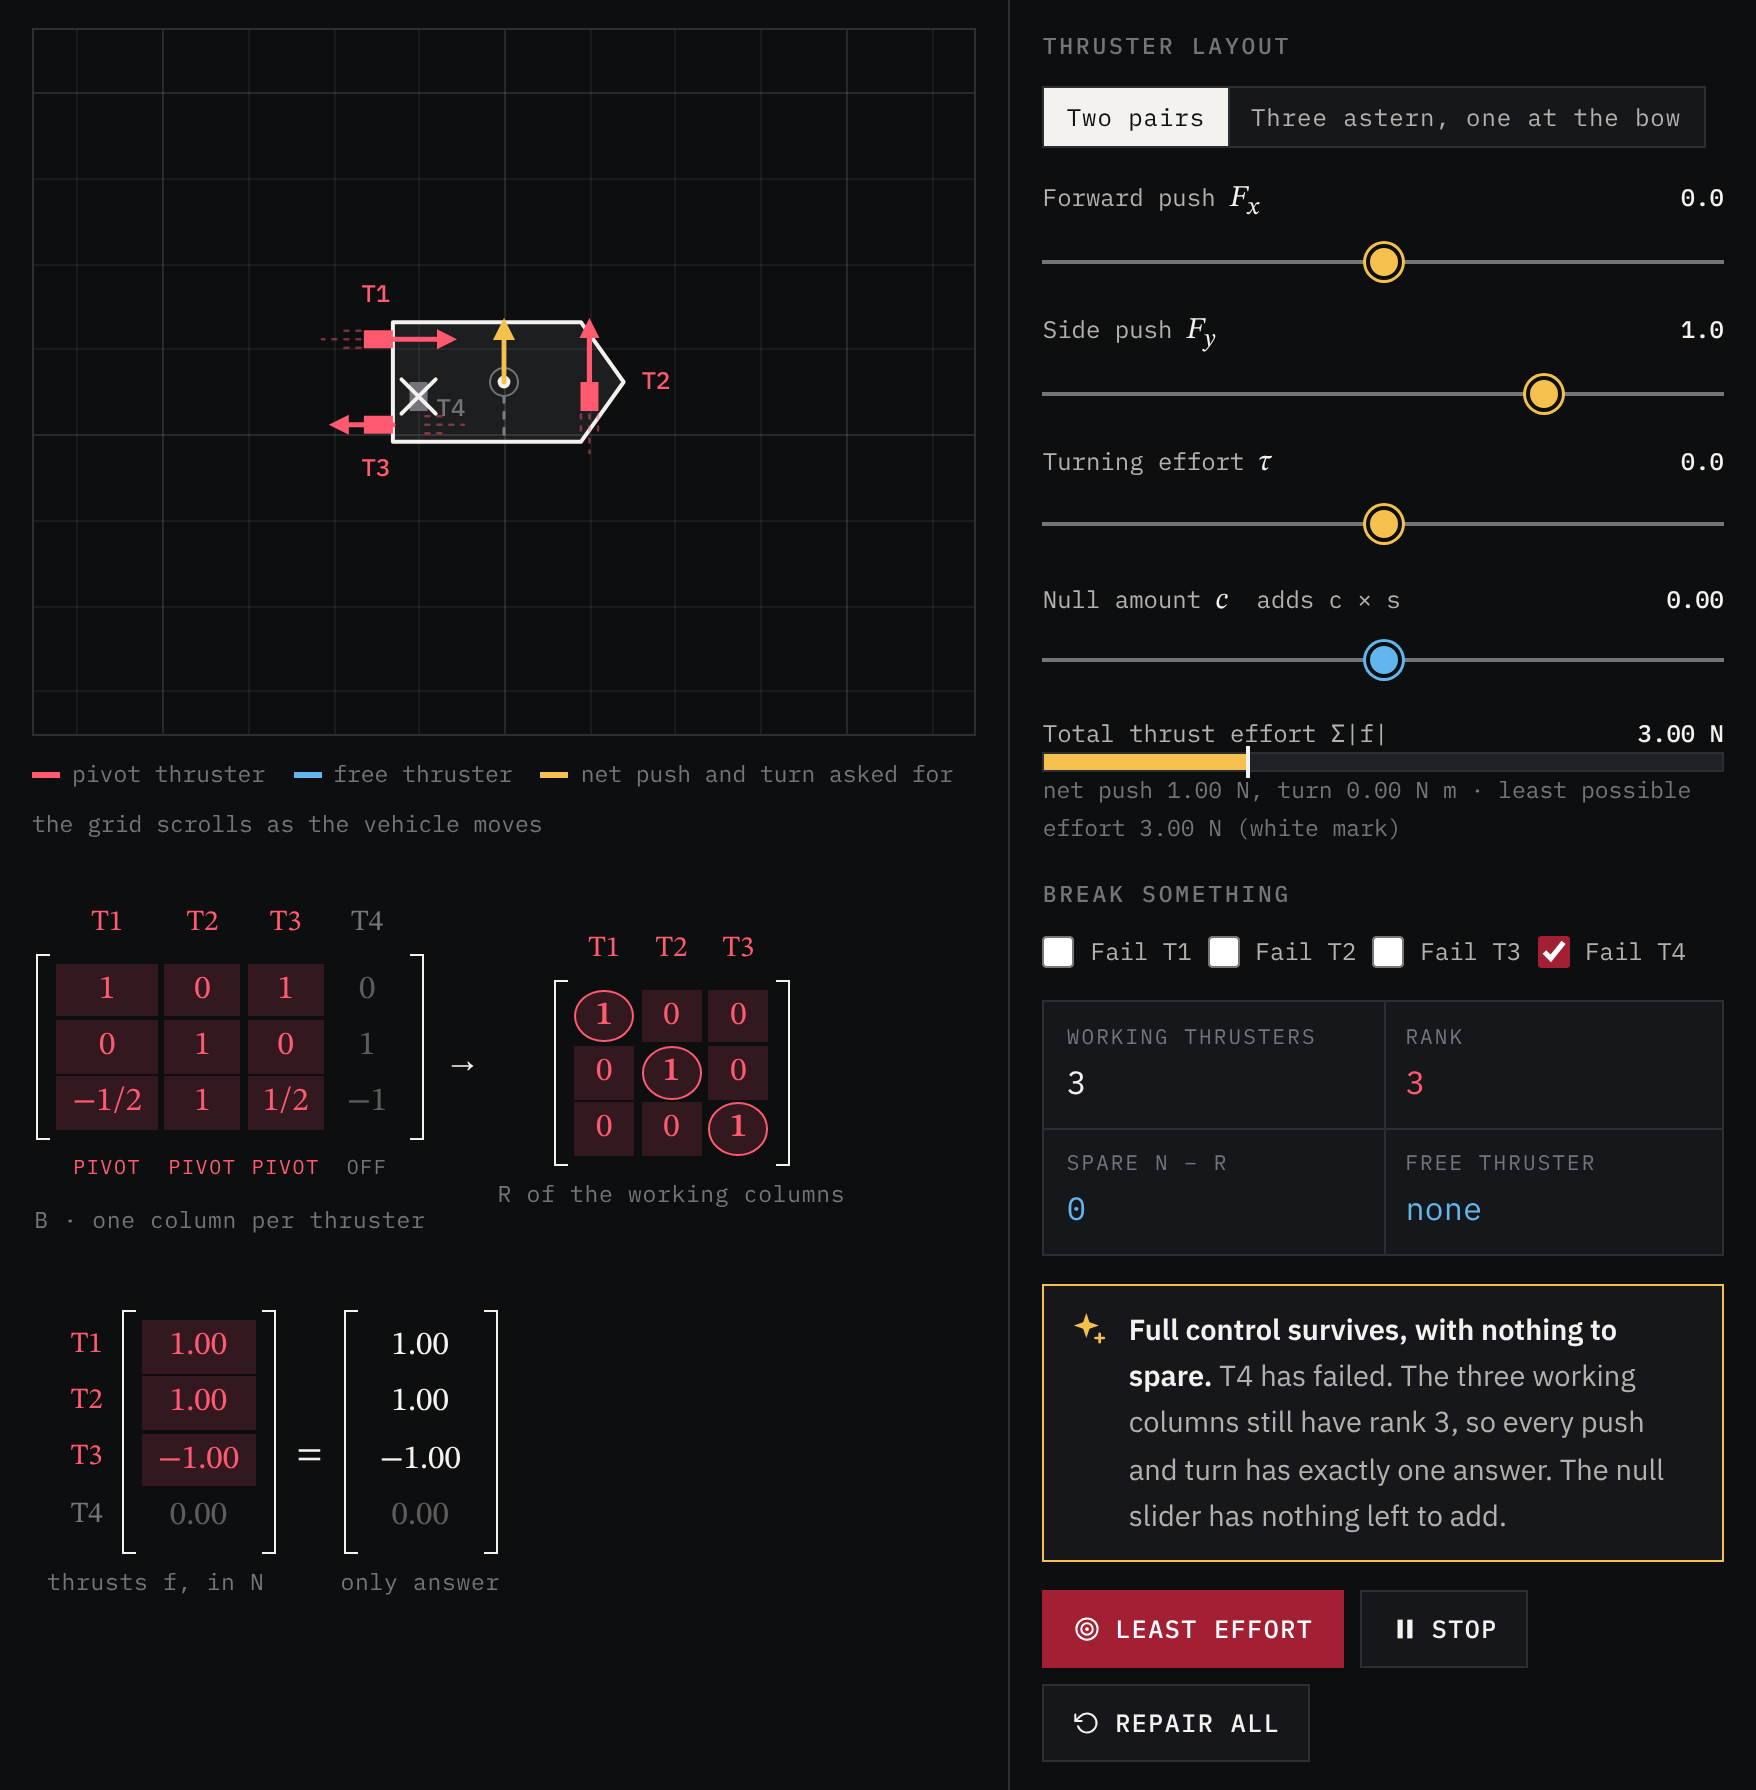 T1
T4
T2
T3
pivot thruster free thruster net push and turn asked for
the grid scrolls as the vehicle moves
T1 T2 T3 T4
1 0 1 0
0 1 0 1
−1/2 1 1/2 −1
PIVOT PIVOT PIVOT OFF
B · one column per thruster
→
T1 T2 T3
1 0 0
0 1 0
0 0 1
R of the working columns
T1 1.00 1.00
T2 1.00 1.00
T3 −1.00 = −1.00
T4 0.00 0.00
thrusts f, in N only answer
THRUSTER LAYOUT
Two pairs Three astern, one at the bow
Forward push Fx 0.0
Side push Fy 1.0
Turning effort τ 0.0
Null amount c adds c × s 0.00
Total thrust effort Σ|f| 3.00 N
net push 1.00 N, turn 0.00 N m · least possible
effort 3.00 N (white mark)
BREAK SOMETHING
Fail T1 Fail T2 Fail T3 Fail T4
WORKING THRUSTERS RANK
3 3
SPARE N − R FREE THRUSTER
0 none
Full control survives, with nothing to
spare. T4 has failed. The three working
columns still have rank 3, so every push
and turn has exactly one answer. The null
slider has nothing left to add.
LEAST EFFORT STOP
REPAIR ALL